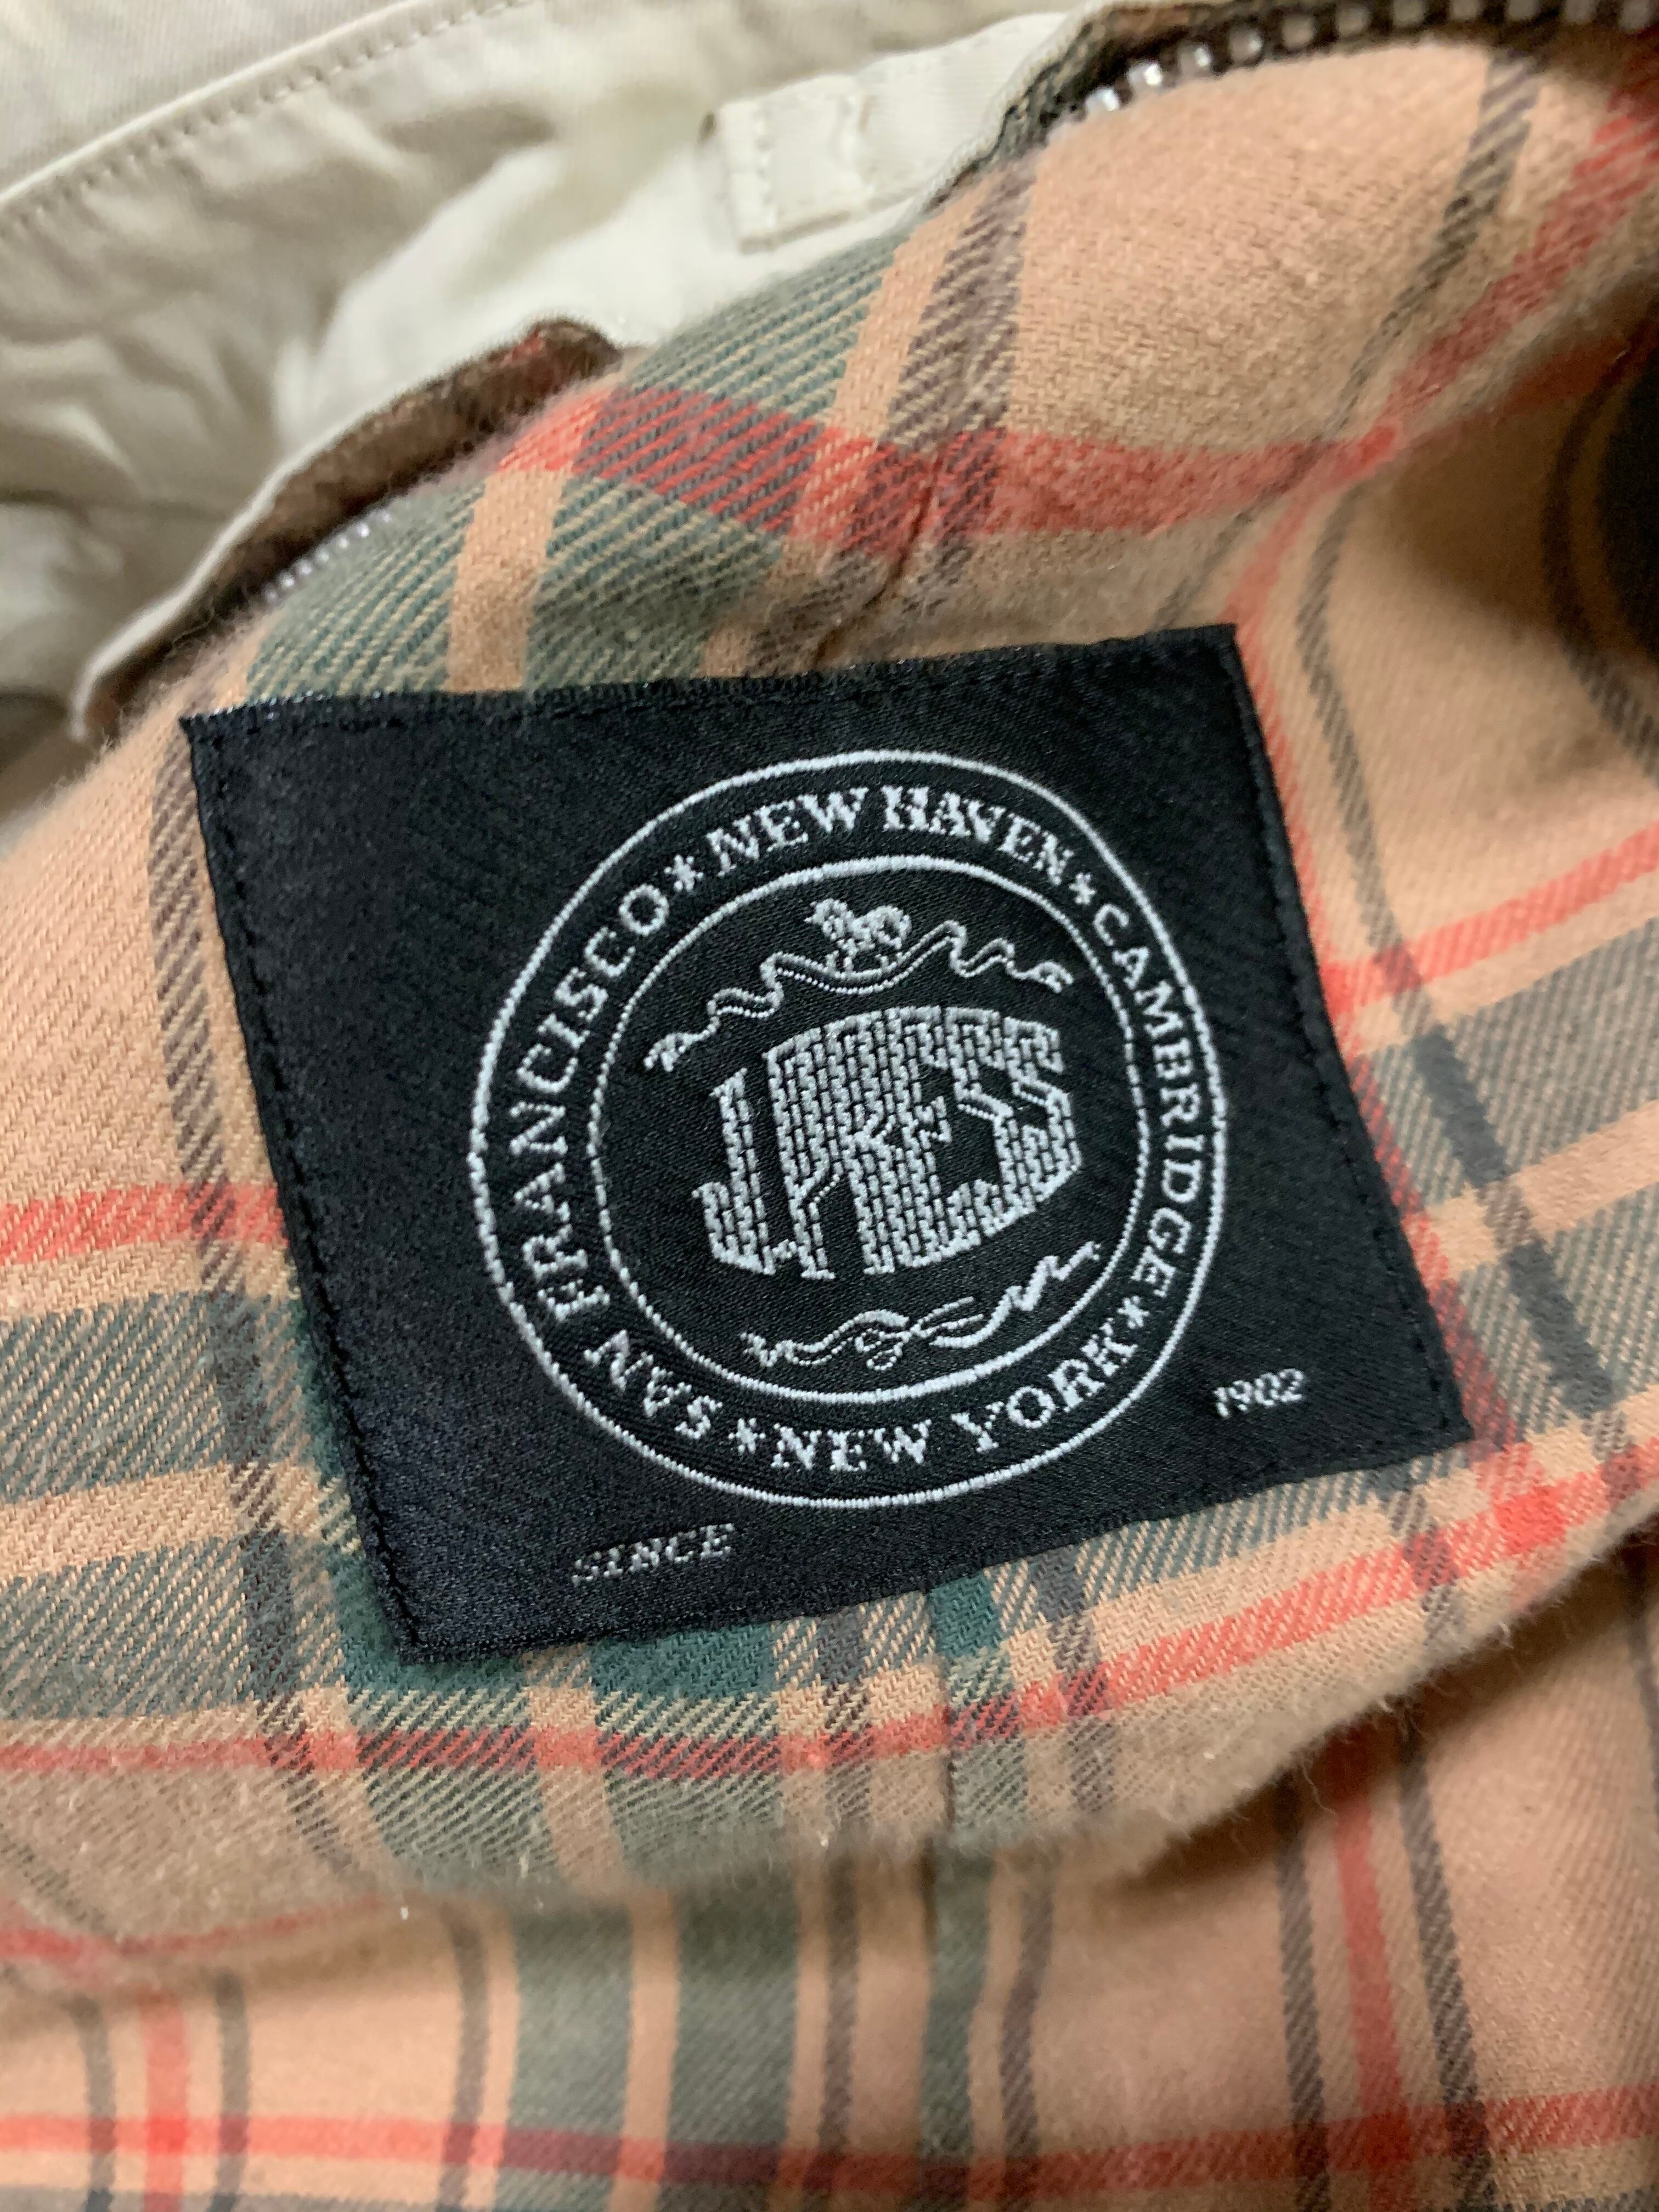 SAN FRANCISCO * NEW HAVEN * CAMBRIDGE * NEW YORK *
J.PRESS
SINCE 1902